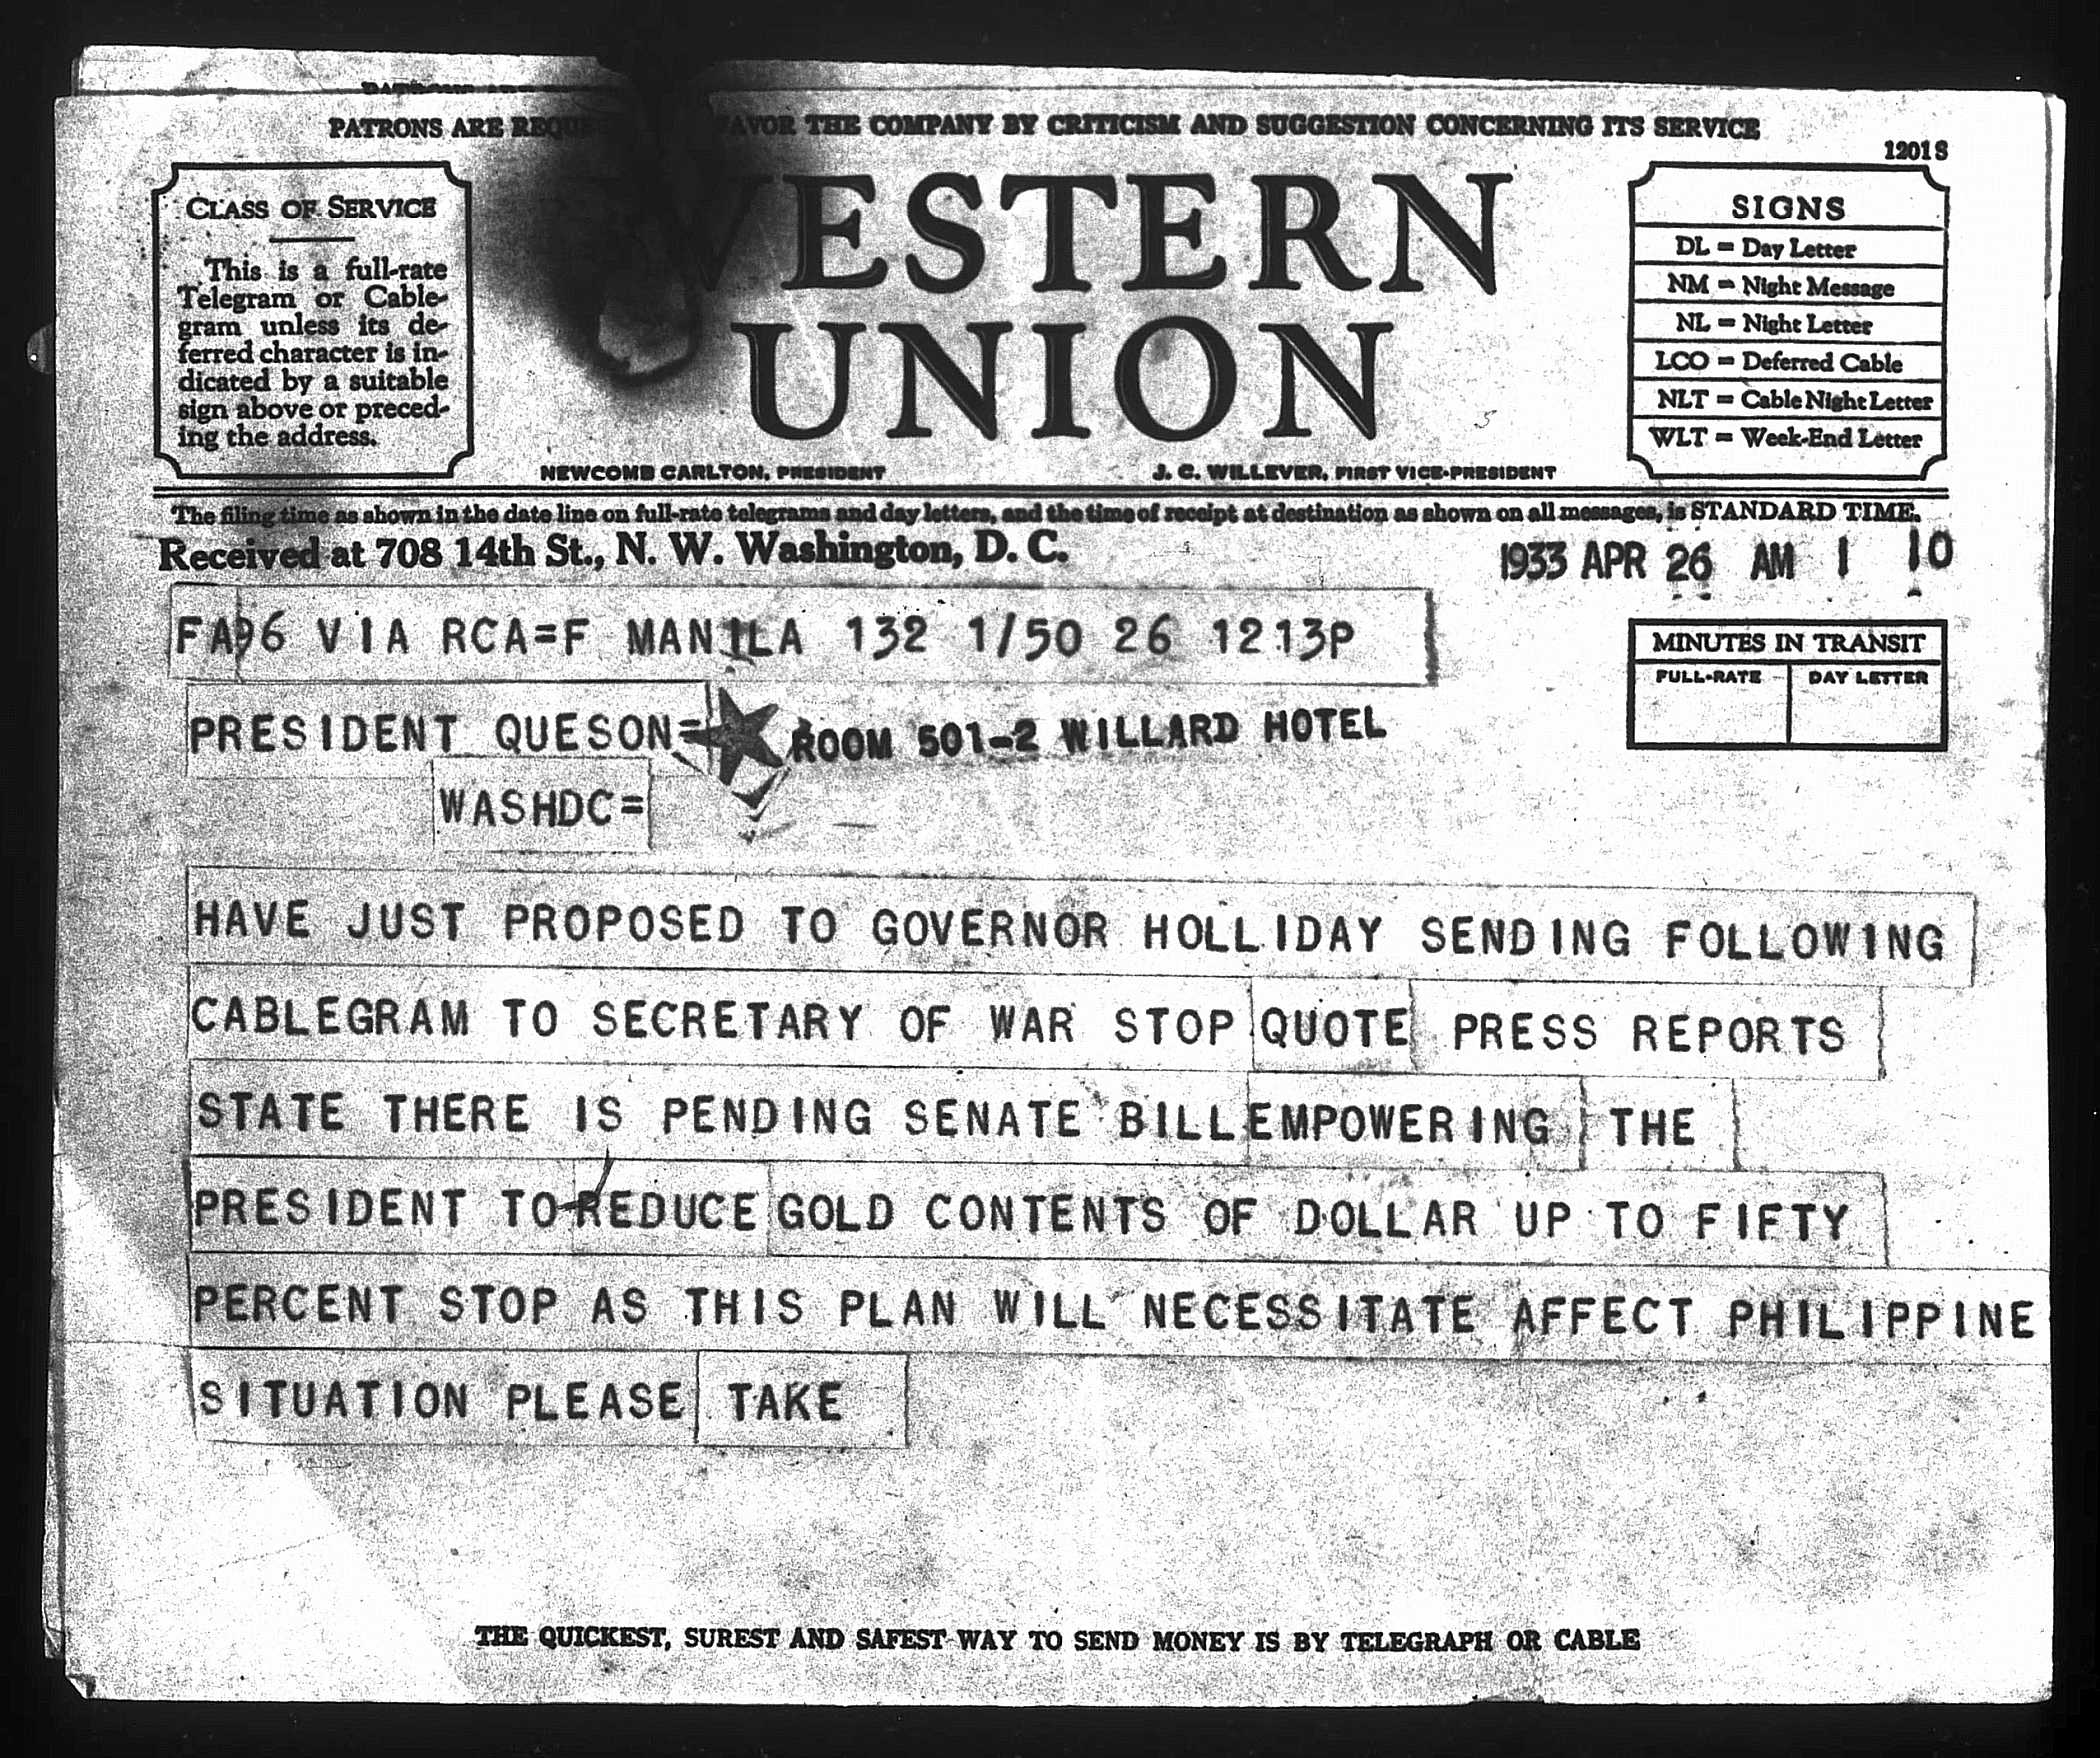 PATRONS ARE FAVOR THE COMPANY BY CRITICISM AND SUGGESTION CONCERNING ITS SERVICE
1201S
CLASS OF SERVICE
This is a full-rate
Telegram or Cable-
gram unless its de-
ferred character is in-
dicated by a suitable
sign above or preced-
ing the address.
WESTERN
UNION
SIGNS
DL = Day Letter
NM = Night Message
NL = Night Letter
LCO = Deferred Cable
NLT = Cable Night Letter
WLT = Week-End Letter
NEWCOMB CARLTON, PRESIDENT
J. C. WILLEVER, FIRST VICE-PRESIDENT
The filing time as shown in the date line on full-rate telegrams and day letters, and the time of receipt at destination as shown on all messages, is STANDARD TIME.
Received at 708 14th St., N. W. Washington, D. C.
1933 APR 26 AM 1 10
FA96 VIA RCA=F MANILA 132 1/50 26 1213P
MINUTES IN TRANSIT
FULL-RATE DAY LETTER
PRESIDENT QUESON= ROOM 501-2 WILLARD HOTEL
WASHDC=
HAVE JUST PROPOSED TO GOVERNOR HOLLIDAY SENDING FOLLOWING
CABLEGRAM TO SECRETARY OF WAR STOP QUOTE PRESS REPORTS
STATE THERE IS PENDING SENATE BILL EMPOWERING THE
PRESIDENT TO REDUCE GOLD CONTENTS OF DOLLAR UP TO FIFTY
PERCENT STOP AS THIS PLAN WILL NECESSITATE AFFECT PHILIPPINE
SITUATION PLEASE TAKE
THE QUICKEST, SUREST AND SAFEST WAY TO SEND MONEY IS BY TELEGRAPH OR CABLE